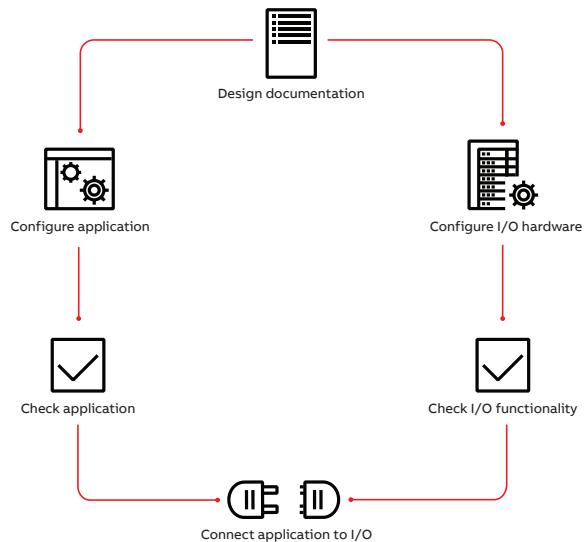 Design documentation
Configure application
Configure I/O hardware
Check application
Check I/O functionality
Connect application to I/O